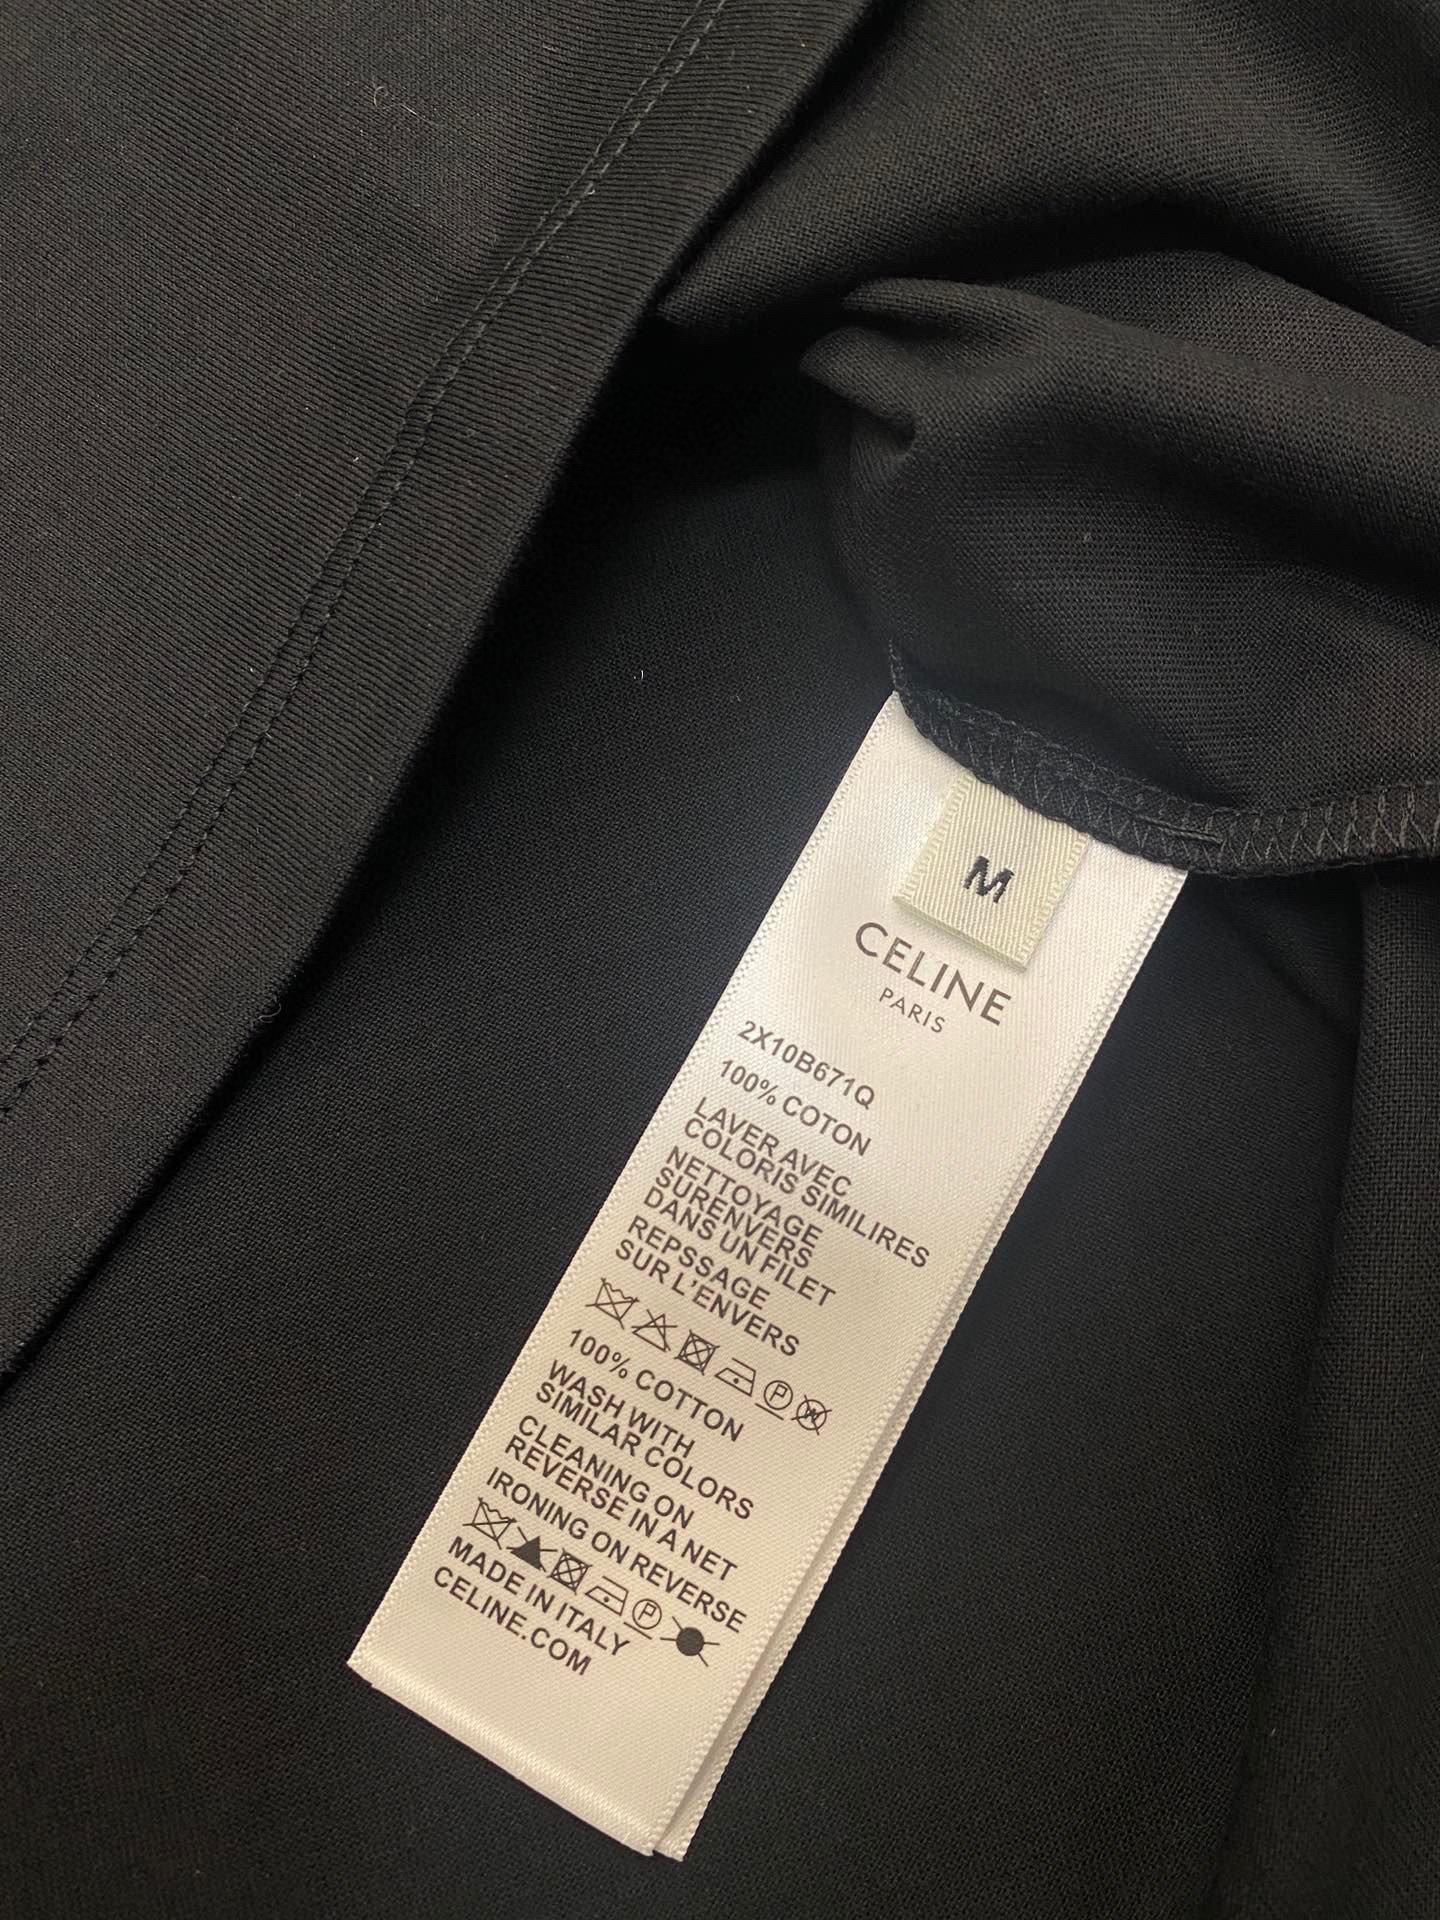 M
CELINE
PARIS
2X10B671Q
100% COTON
LAVER AVEC
COLORIS SIMILIRES
NETTOYAGE
SURENVERS
DANS UN FILET
REPSSAGE
SUR L'ENVERS
P W
100% COTTON
WASH WITH
SIMILAR COLORS
CLEANING ON
REVERSE IN A NET
IRONING ON REVERSE
P
MADE IN ITALY
CELINE.COM